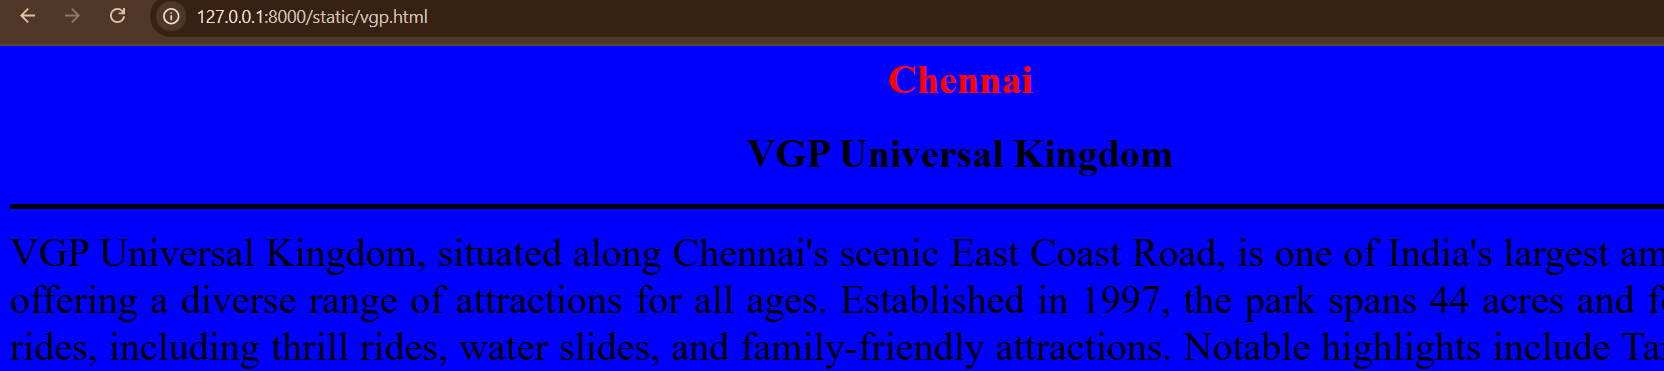 127.0.0.1:8000/static/vgp.html
Chennai
VGP Universal Kingdom
VGP Universal Kingdom, situated along Chennai's scenic East Coast Road, is one of India's largest
offering a diverse range of attractions for all ages. Established in 1997, the park spans 44 acres and
rides, including thrill rides, water slides, and family-friendly attractions. Notable highlights include